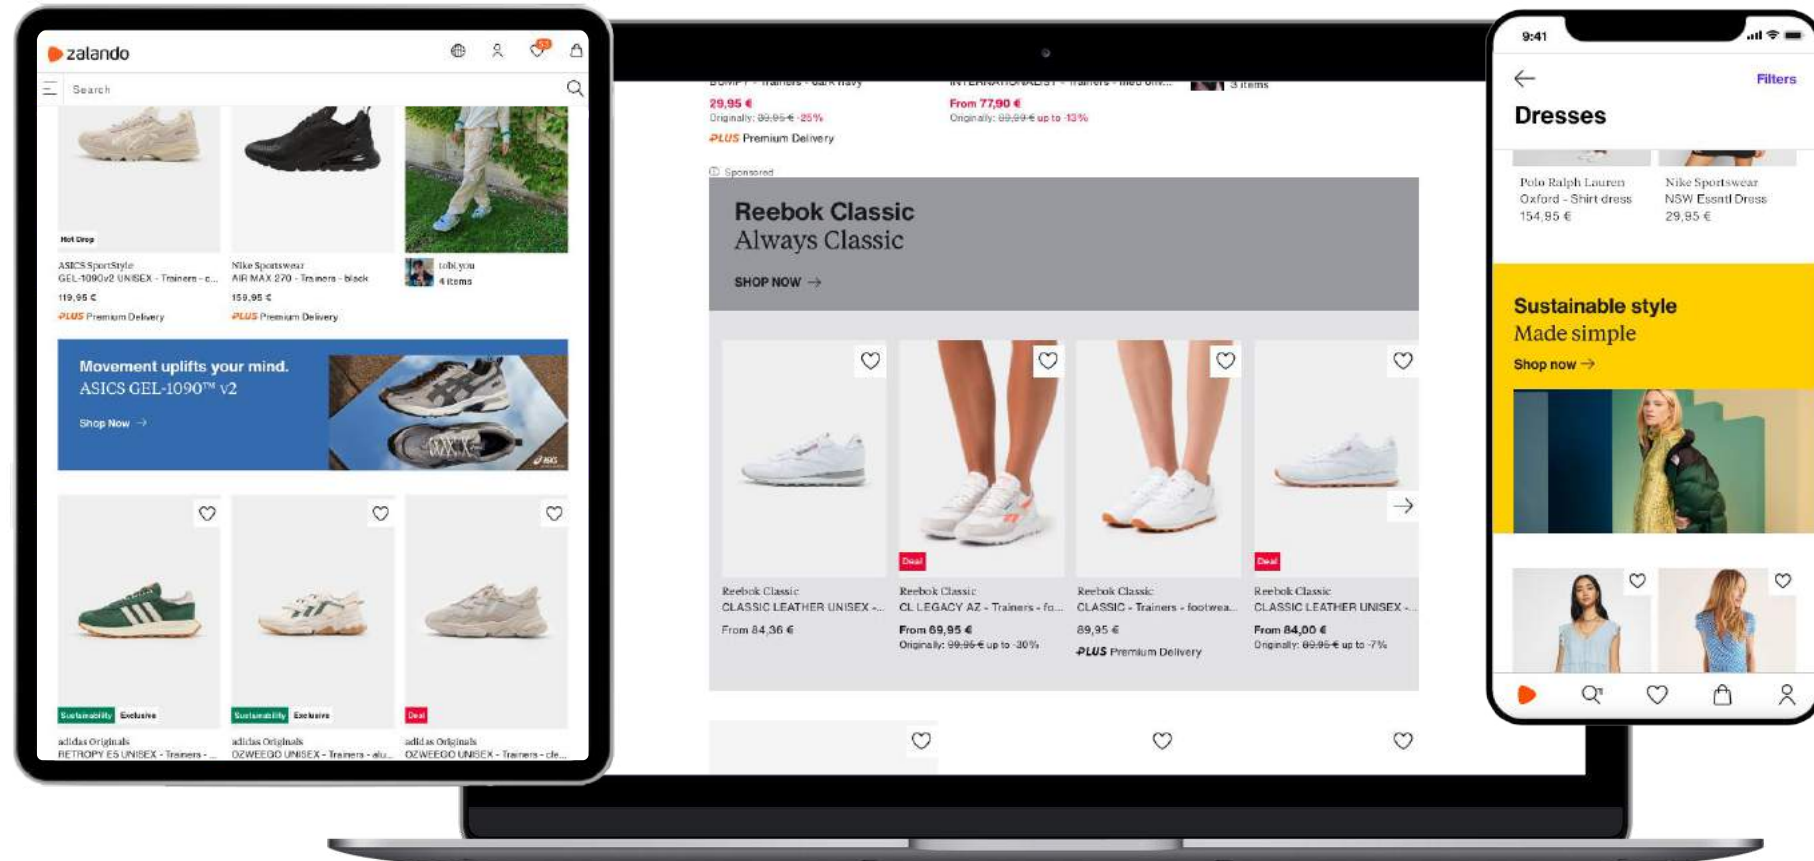 zalando
53
Search
Hot Drop
ASICS SportStyle
GEL-1090v2 UNISEX - Trainers - c...
119,95 €
PLUS Premium Delivery
Nike Sportswear
AIR MAX 270 - Trainers - black
159,95 €
PLUS Premium Delivery
tobi.you
4 items
Movement uplifts your mind.
ASICS GEL-1090™ v2
Shop Now →
Sustainability
Exclusive
adidas Originals
RETROPY E5 UNISEX - Trainers - ...
Sustainability
Exclusive
adidas Originals
OZWEEGO UNISEX - Trainers - alu...
Deal
adidas Originals
OZWEEGO UNISEX - Trainers - cle...
29,95 €
Originally: -25%
PLUS Premium Delivery
From 77,90 €
Originally: up to -13%
3 items
Sponsored
Reebok Classic
Always Classic
SHOP NOW →
Reebok Classic
CLASSIC LEATHER UNISEX -...
From 84,36 €
Deal
Reebok Classic
CL LEGACY AZ - Trainers - fo...
From 69,95 €
Originally: 99,95 € up to -30%
Reebok Classic
CLASSIC - Trainers - footwea...
89,95 €
PLUS Premium Delivery
Deal
Reebok Classic
CLASSIC LEATHER UNISEX -...
From 84,00 €
Originally: 89,95 € up to -7%
9:41
Filters
Dresses
Polo Ralph Lauren
Oxford - Shirt dress
154,95 €
Nike Sportswear
NSW Essntl Dress
29,95 €
Sustainable style
Made simple
Shop now →